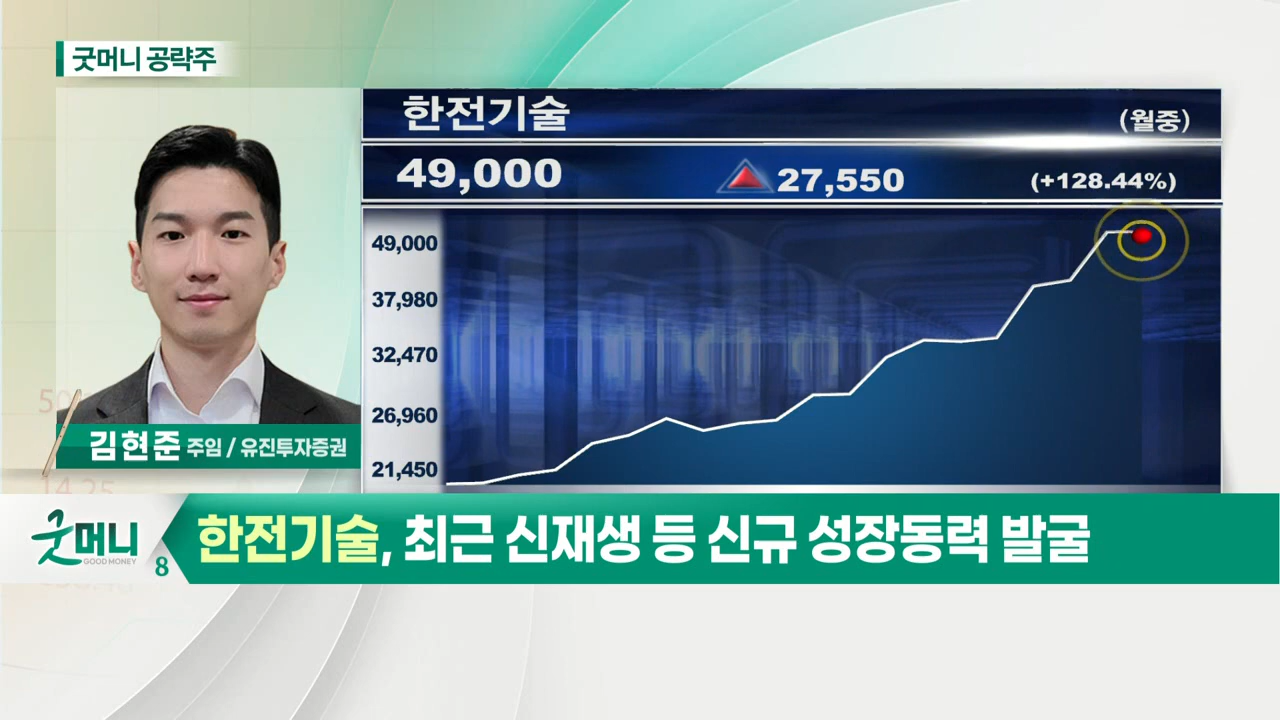 굿머니 공략주
한전기술
(월중)
49,000
27,550
(+128.44%)
49,000
37,980
32,470
26,960
21,450
김현준 주임 / 유진투자증권
굿머니
GOOD MONEY
8
한전기술, 최근 신재생 등 신규 성장동력 발굴